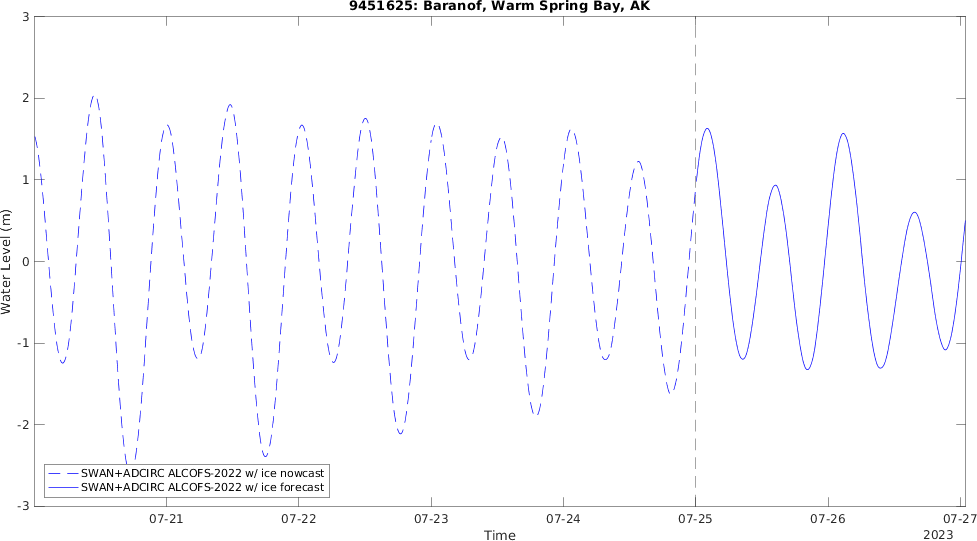 9451625: Baranof, Warm Spring Bay, AK
Water Level (m)
3
2
1
0
-1
-2
-3
SWAN+ADCIRC ALCOFS-2022 w/ ice nowcast
SWAN+ADCIRC ALCOFS-2022 w/ ice forecast
07-21 07-22 07-23 07-24 07-25 07-26 07-27
Time
2023